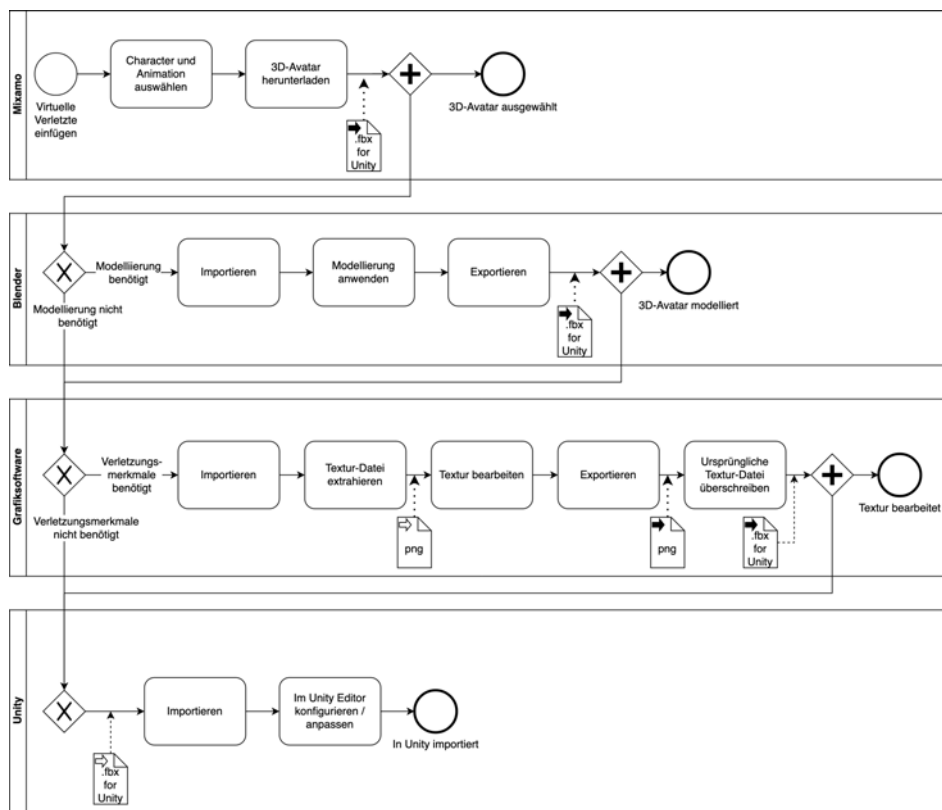 Mixamo
Virtuelle
Verletzte
einfügen
Character und
Animation
auswählen
3D-Avatar
herunterladen
.fbx
for
Unity
3D-Avatar ausgewählt
Blender
Modelliierung
benötigt
Modellierung nicht
benötigt
Importieren
Modellierung
anwenden
Exportieren
.fbx
for
Unity
3D-Avatar modelliert
Grafiksoftware
Verletzungs-
merkmale
benötigt
Verletzungsmerkmale
nicht benötigt
Importieren
Textur-Datei
extrahieren
png
Textur bearbeiten
Exportieren
png
Ursprüngliche
Textur-Datei
überschreiben
.fbx
for
Unity
Textur bearbeitet
Unity
.fbx
for
Unity
Importieren
Im Unity Editor
konfigurieren /
anpassen
In Unity importiert